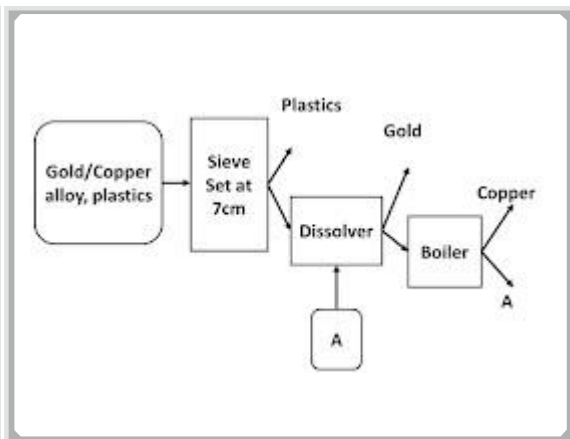 Plastics
Gold
Gold/Copper
alloy, plastics
Sieve
Set at
7cm
Dissolver
Copper
Boiler
A
A